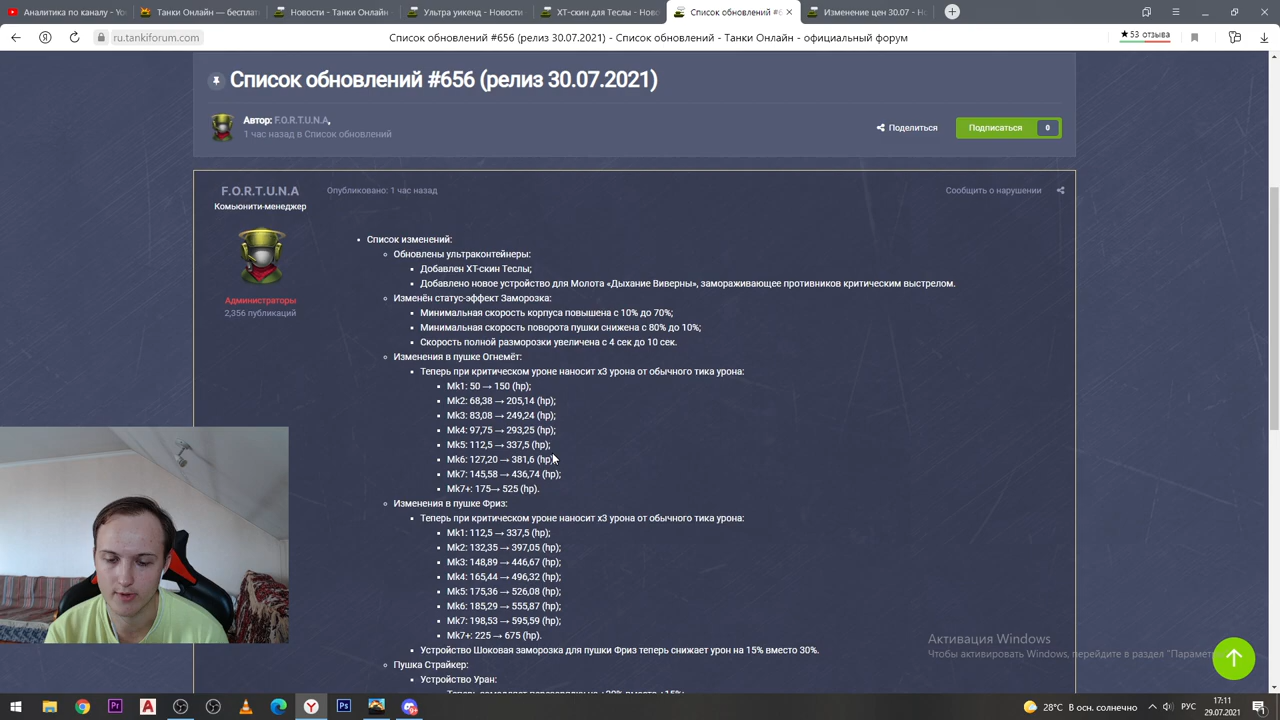 Аналитика по каналу - Yo
Танки Онлайн — бесплат
Новости - Танки Онлайн
Ультра уикенд - Новости
ХТ-скин для Теслы - Ново
Список обновлений #6
Изменение цен 30.07 - Но
ru.tankiforum.com
Список обновлений #656 (релиз 30.07.2021) - Список обновлений - Танки Онлайн - официальный форум
★53 отзыва
Список обновлений #656 (релиз 30.07.2021)
Автор: F.O.R.T.U.N.A,
1 час назад в Список обновлений
Поделиться
Подписаться 0
F.O.R.T.U.N.A
Комьюнити-менеджер
Администраторы
2,356 публикаций
Опубликовано: 1 час назад
Сообщить о нарушении
Список изменений:
Обновлены ультраконтейнеры:
Добавлен ХТ-скин Теслы;
Добавлено новое устройство для Молота «Дыхание Виверны», замораживающее противников критическим выстрелом.
Изменён статус-эффект Заморозка:
Минимальная скорость корпуса повышена с 10% до 70%;
Минимальная скорость поворота пушки снижена с 80% до 10%;
Скорость полной разморозки увеличена с 4 сек до 10 сек.
Изменения в пушке Огнемёт:
Теперь при критическом уроне наносит х3 урона от обычного тика урона:
Mk1: 50 → 150 (hp);
Mk2: 68,38 → 205,14 (hp);
Mk3: 83,08 → 249,24 (hp);
Mk4: 97,75 → 293,25 (hp);
Mk5: 112,5 → 337,5 (hp);
Mk6: 127,20 → 381,6 (hp)
Mk7: 145,58 → 436,74 (hp);
Mk7+: 175→ 525 (hp).
Изменения в пушке Фриз:
Теперь при критическом уроне наносит х3 урона от обычного тика урона:
Mk1: 112,5 → 337,5 (hp);
Mk2: 132,35 → 397,05 (hp);
Mk3: 148,89 → 446,67 (hp);
Mk4: 165,44 → 496,32 (hp);
Mk5: 175,36 → 526,08 (hp);
Mk6: 185,29 → 555,87 (hp);
Mk7: 198,53 → 595,59 (hp);
Mk7+: 225 → 675 (hp).
Устройство Шоковая заморозка для пушки Фриз теперь снижает урон на 15% вместо 30%.
Пушка Страйкер:
Устройство Уран:
Активация Windows
Чтобы активировать Windows, перейдите в раздел "Парамет
28°C В осн. солнечно
РУС
17:11
29.07.2021